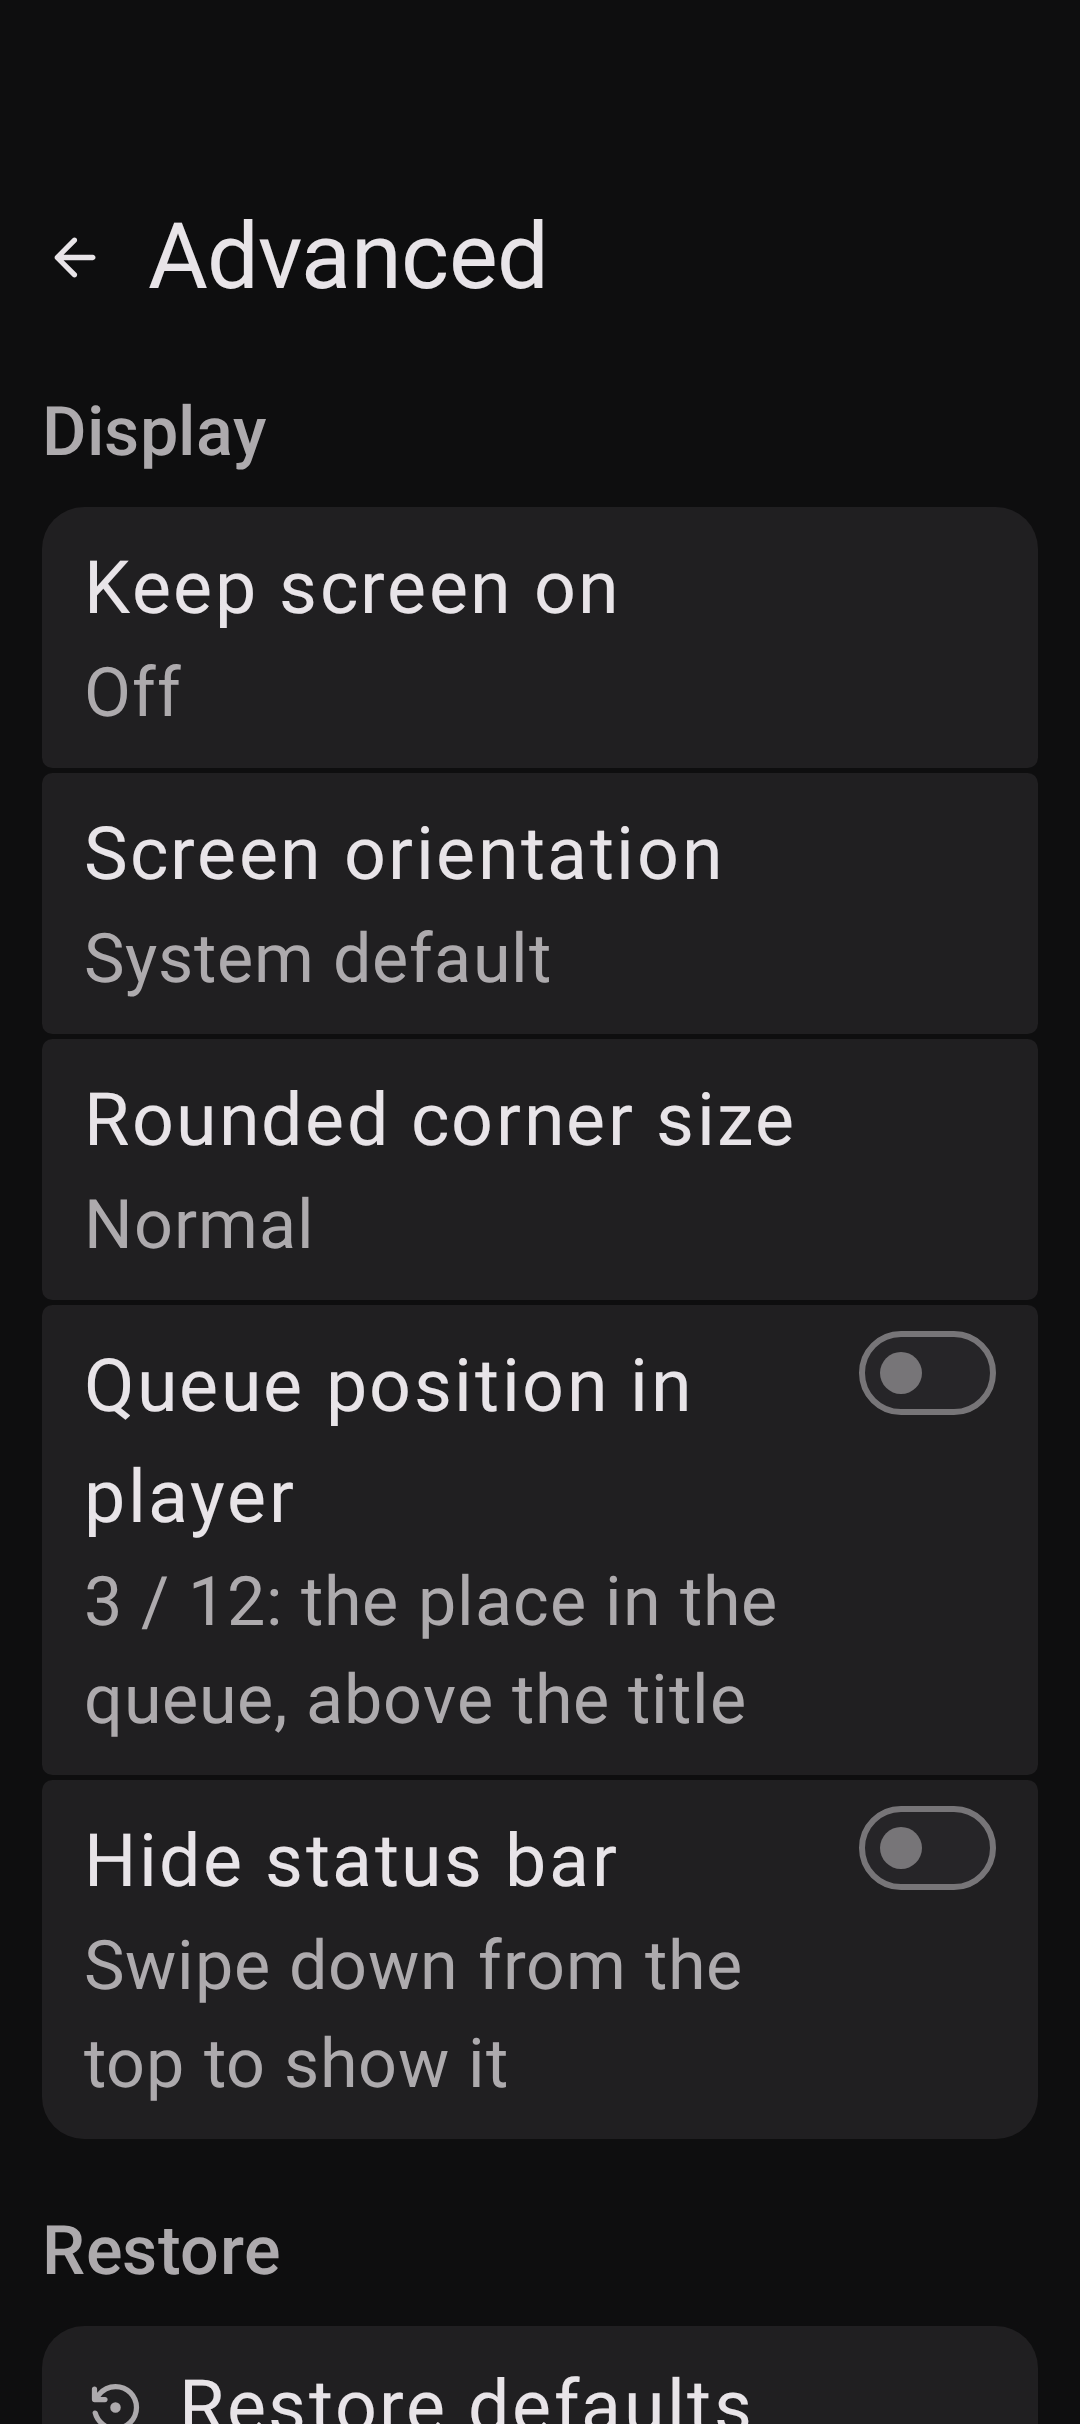 Advanced
Display
Keep screen on
Off
Screen orientation
System default
Rounded corner size
Normal
Queue position in
player
3 / 12: the place in the
queue, above the title
Hide status bar
Swipe down from the
top to show it
Restore
Restore defaults